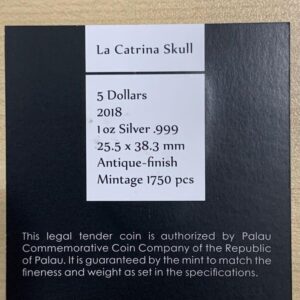 La Catrina Skull
5 Dollars
2018
1 oz Silver .999
25.5 x 38.3 mm
Antique-finish
Mintage 1750 pcs
This legal tender coin is authorized by Palau
Commemorative Coin Company of the Republic
of Palau. It is guaranteed by the mint to match the
fineness and weight as set in the specifications.